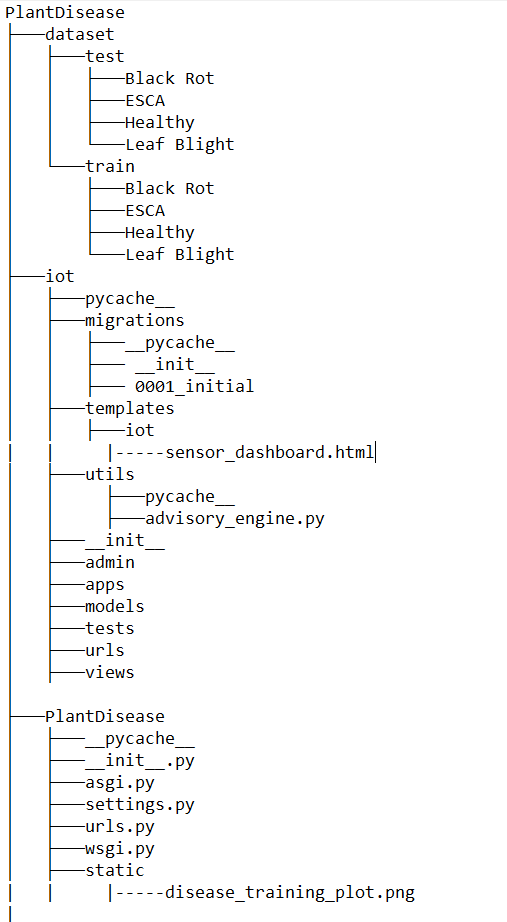 PlantDisease
├───dataset
│   ├───test
│   │   ├───Black Rot
│   │   ├───ESCA
│   │   ├───Healthy
│   │   └───Leaf Blight
│   └───train
│       ├───Black Rot
│       ├───ESCA
│       ├───Healthy
│       └───Leaf Blight
├───iot
│   ├───pycache__
│   ├───migrations
│   │   ├───__pycache__
│   │   ├─── __init__
│   │   ├─── 0001_initial
│   ├───templates
│   │   ├───iot
|   |     |-----sensor_dashboard.html
│   ├───utils
│   │     ├───pycache__
│   │     ├───advisory_engine.py
│   ├───__init__
│   ├───admin
│   ├───apps
│   ├───models
│   ├───tests
│   ├───urls
│   ├───views
│
├───PlantDisease
│   ├───__pycache__
│   ├───__init__.py
│   ├───asgi.py
│   ├───settings.py
│   ├───urls.py
│   ├───wsgi.py
│   ├───static
|   |     |-----disease_training_plot.png
|